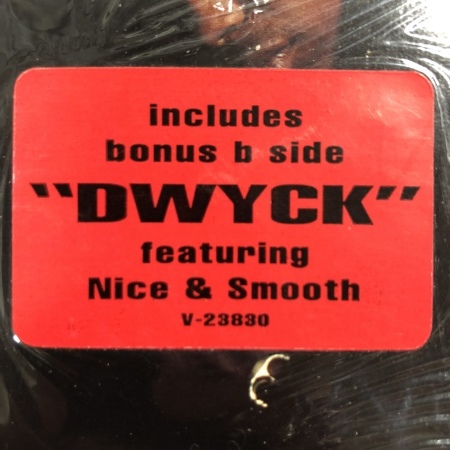 includes
bonus b side
"DWYCK"
featuring
Nice & Smooth
V-23830